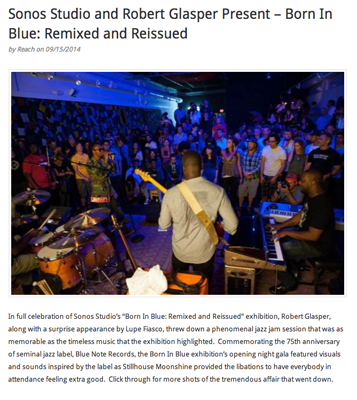 Sonos Studio and Robert Glasper Present – Born In
Blue: Remixed and Reissued
by Reach on 09/15/2014
In full celebration of Sonos Studio's "Born In Blue: Remixed and Reissued" exhibition, Robert Glasper,
along with a surprise appearance by Lupe Fiasco, threw down a phenomenal jazz jam session that was as
memorable as the timeless music that the exhibition highlighted.  Commemorating the 75th anniversary
of seminal jazz label, Blue Note Records, the Born In Blue exhibition's opening night gala featured visuals
and sounds inspired by the label as Stillhouse Moonshine provided the libations to have everybody in
attendance feeling extra good.  Click through for more shots of the tremendous affair that went down.